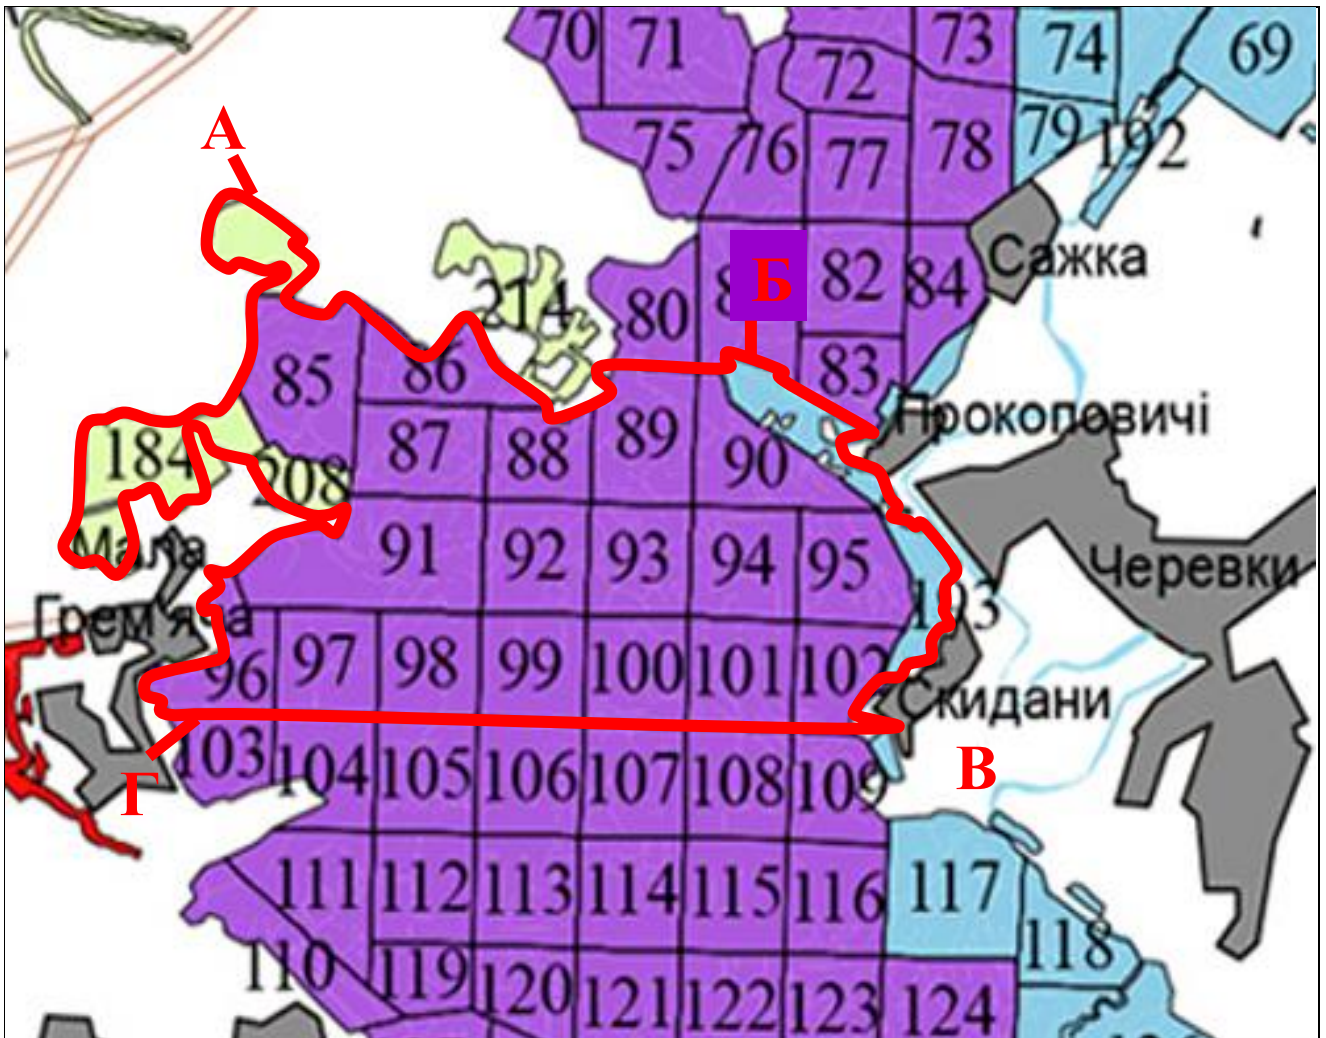 70 71 73 74 69
72
75 76 77 78 79 192
А
Сажка
214 80 Б 82 84
85 86 83
Прокоповичі
184 208 87 88 89 90
Мала 91 92 93 94 95 Черевки
Грем'яча 193
96 97 98 99 100 101 102
Скидани
103 104 105 106 107 108 109 В
Г
111 112 113 114 115 116 117
118
110 119 120 121 122 123 124